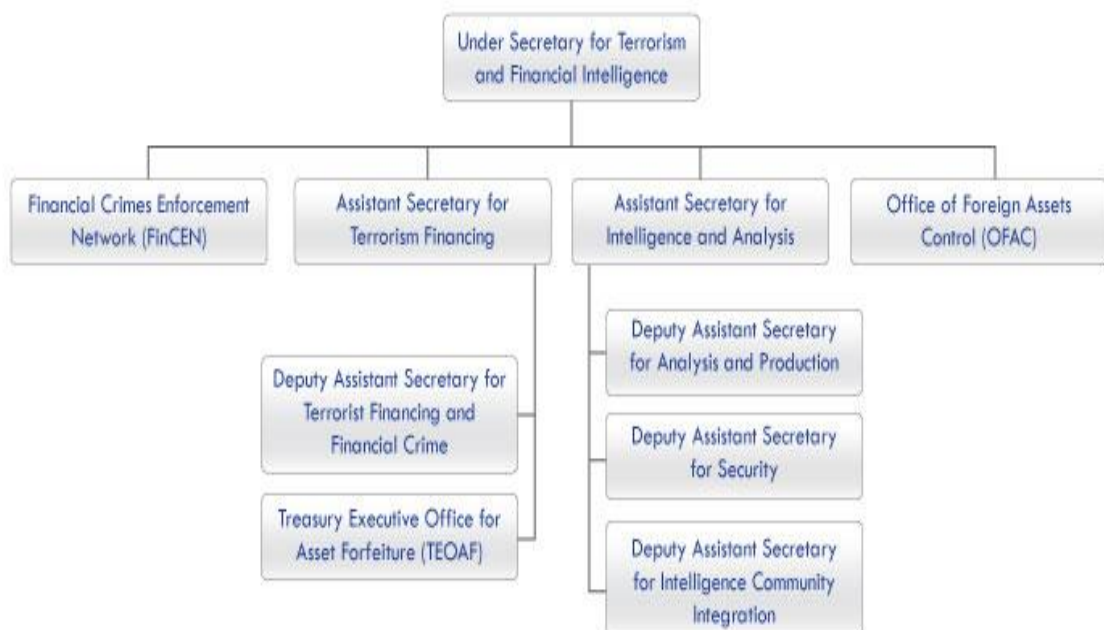 Under Secretary for Terrorism
and Financial Intelligence
Financial Crimes Enforcement
Network (FinCEN)
Assistant Secretary for
Terrorism Financing
Assistant Secretary for
Intelligence and Analysis
Office of Foreign Assets
Control (OFAC)
Deputy Assistant Secretary for
Terrorist Financing and
Financial Crime
Treasury Executive Office for
Asset Forfeiture (TEOAF)
Deputy Assistant Secretary
for Analysis and Production
Deputy Assistant Secretary
for Security
Deputy Assistant Secretary
for Intelligence Community
Integration